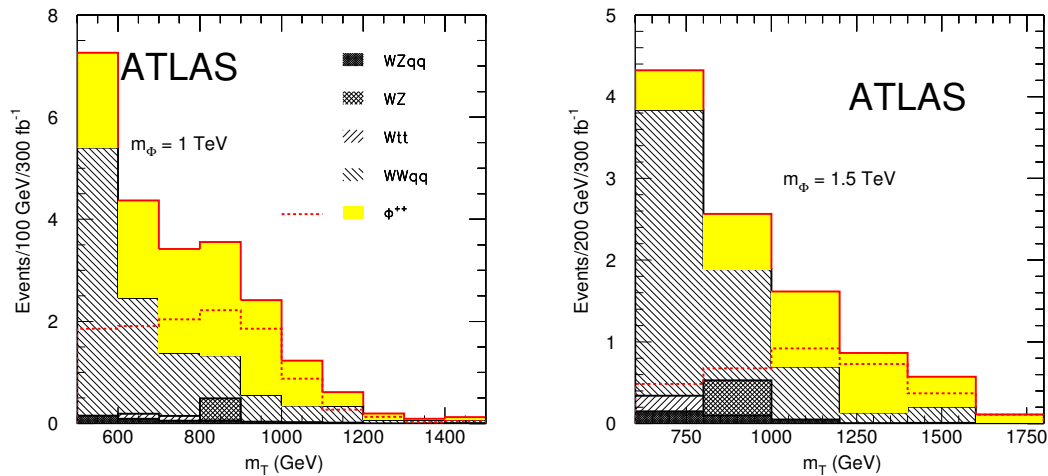 8
6
4
2
0
Events/100 GeV/300 fb⁻¹
ATLAS
m_Φ = 1 TeV
WZqq
WZ
Wtt
WWqq
Φ⁺⁺
600 800 1000 1200 1400
m_T (GeV)
5
4
3
2
1
0
Events/200 GeV/300 fb⁻¹
ATLAS
m_Φ = 1.5 TeV
750 1000 1250 1500 1750
m_T (GeV)